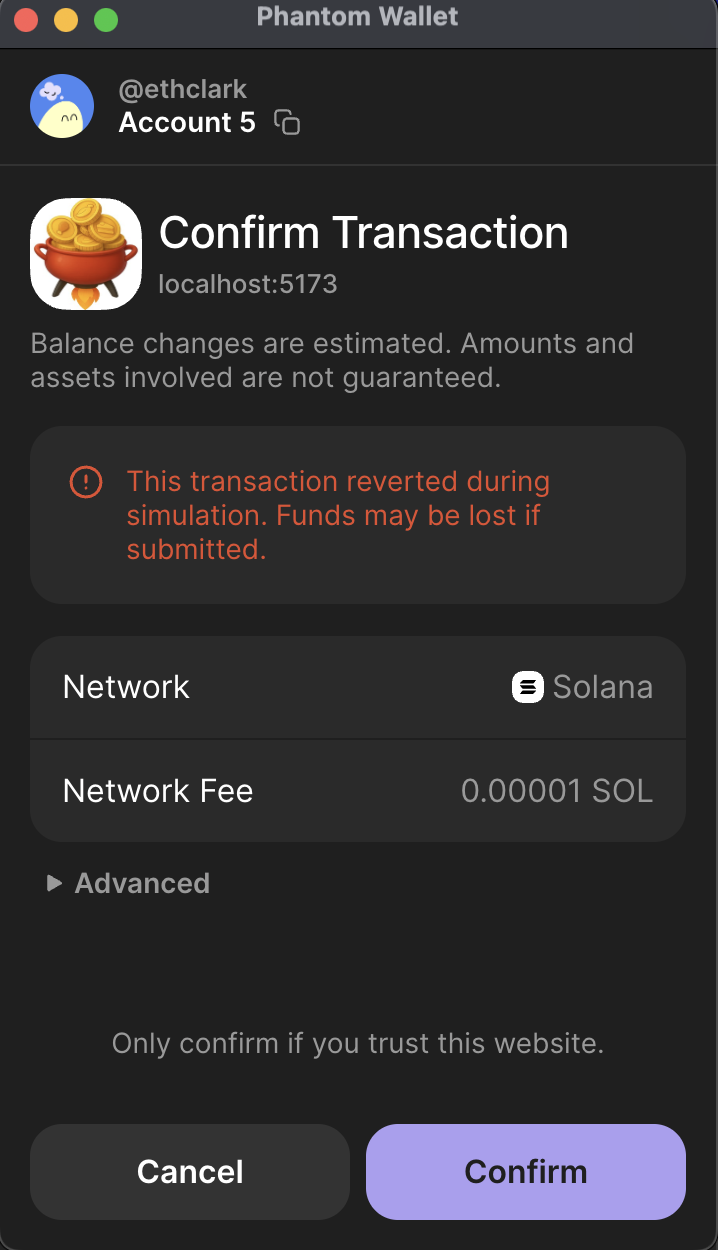 Phantom Wallet
@ethclark
Account 5
Confirm Transaction
localhost:5173
Balance changes are estimated. Amounts and
assets involved are not guaranteed.
This transaction reverted during
simulation. Funds may be lost if
submitted.
Network
Solana
Network Fee
0.00001 SOL
Advanced
Only confirm if you trust this website.
Cancel
Confirm